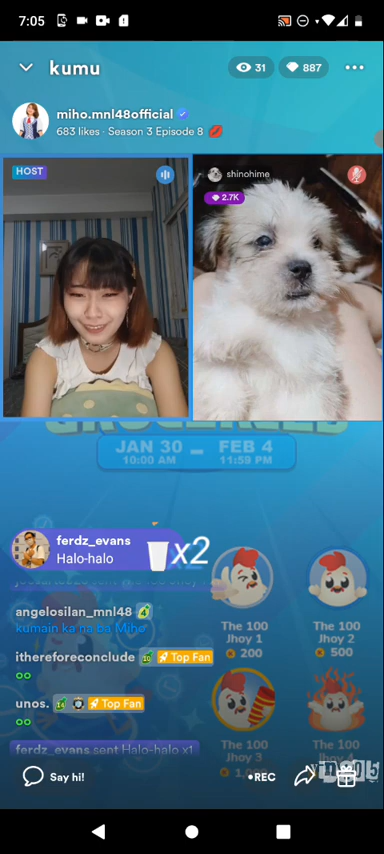 7:05
kumu
31
887
miho.mnl48official
683 likes · Season 3 Episode 8
HOST
shinohime
2.7K
JAN 30 – FEB 4
10:00 AM
11:59 PM
ferdz_evans
Halo-halo
x2
angelosilan_mnl48 4
kumain ka na ba Miho
ithereforeconclude 10 Top Fan
oo
unos. 14 Top Fan
oo
ferdz_evans sent Halo-halo x1
The 100
Jhoy 1
200
The 100
Jhoy 2
500
The 100
Jhoy 3
The 100
Say hi!
•REC